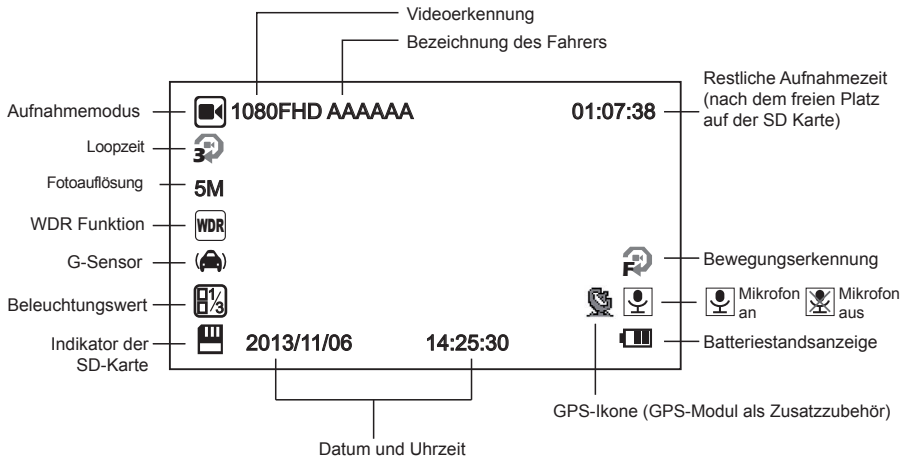 Videoerkennung
Bezeichnung des Fahrers
Aufnahmemodus
1080FHD AAAAAA
01:07:38
Restliche Aufnahmezeit
(nach dem freien Platz
auf der SD Karte)
Loopzeit
3
Fotoauflösung
5M
WDR Funktion
WDR
G-Sensor
F
Bewegungserkennung
Beleuchtungswert
1/3
Mikrofon
an
Mikrofon
aus
Indikator der
SD-Karte
2013/11/06
14:25:30
Batteriestandsanzeige
GPS-Ikone (GPS-Modul als Zusatzzubehör)
Datum und Uhrzeit